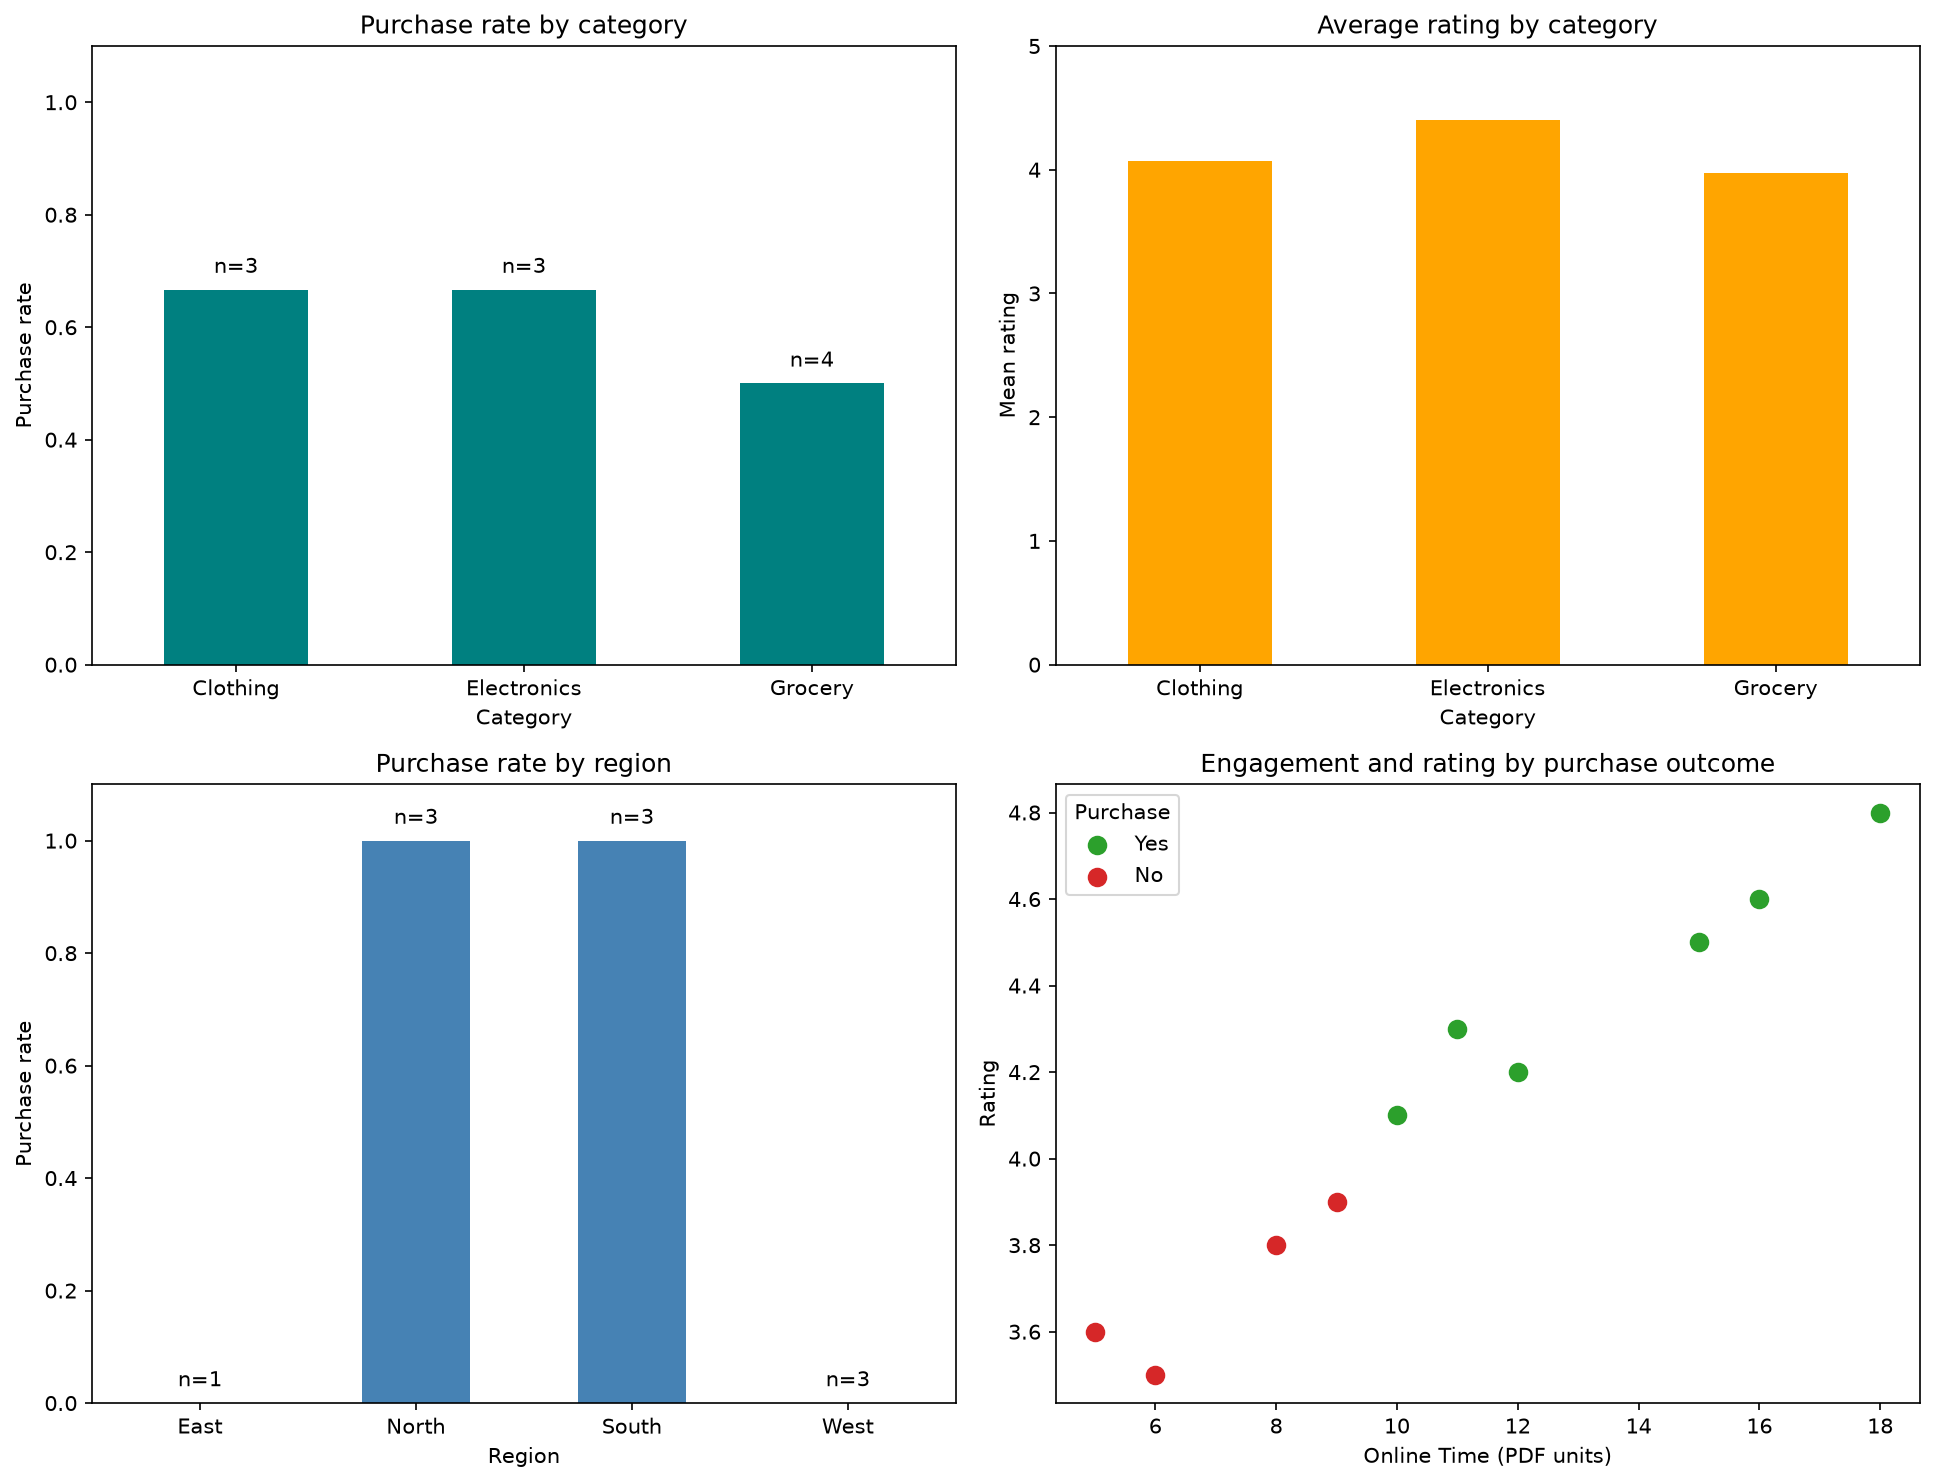 Purchase rate by category
1.0
0.8
0.6
0.4
0.2
0.0
Purchase rate
n=3
n=3
n=4
Clothing
Electronics
Grocery
Category
Average rating by category
5
4
3
2
1
0
Mean rating
Clothing
Electronics
Grocery
Category
Purchase rate by region
1.0
0.8
0.6
0.4
0.2
0.0
Purchase rate
n=1
n=3
n=3
n=3
East
North
South
West
Region
Engagement and rating by purchase outcome
Purchase
Yes
No
4.8
4.6
4.4
4.2
4.0
3.8
3.6
Rating
6
8
10
12
14
16
18
Online Time (PDF units)